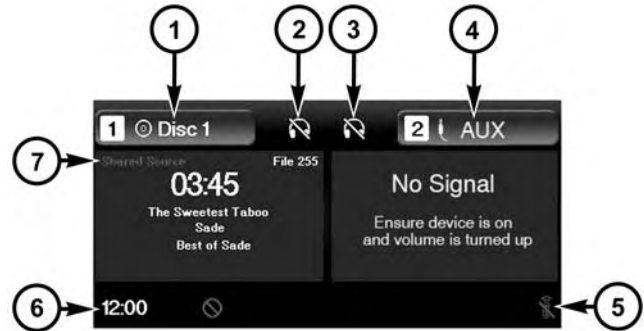 1 2 3 4
1 Disc 1 2 AUX
7
Shared Source File 255
03:45
The Sweetest Taboo
Sade
Best of Sade
No Signal
Ensure device is on
and volume is turned up
6 12:00 5